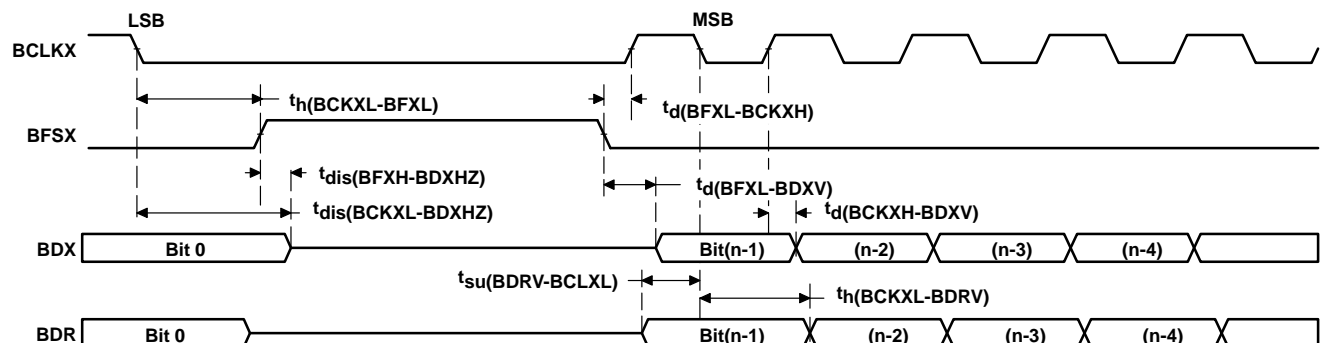 LSB MSB
BCLKX
th(BCKXL-BFXL) td(BFXL-BCKXH)
BFSX
tdis(BFXH-BDXHZ) td(BFXL-BDXV)
tdis(BCKXL-BDXHZ) td(BCKXH-BDXV)
BDX Bit 0 Bit(n-1) (n-2) (n-3) (n-4)
tsu(BDRV-BCLXL) th(BCKXL-BDRV)
BDR Bit 0 Bit(n-1) (n-2) (n-3) (n-4)